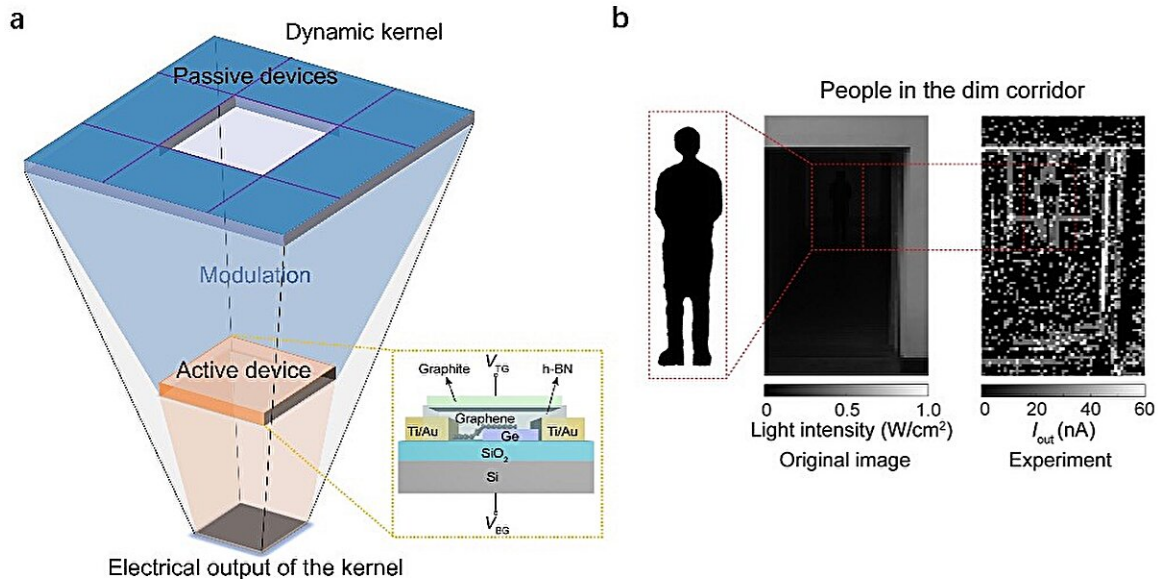 a
Dynamic kernel
Passive devices
Modulation
Active device
Electrical output of the kernel
V_TG
Graphite
h-BN
Graphene
Ti/Au
Ge
Ti/Au
SiO₂
Si
V_BG
b
People in the dim corridor
0 0.5 1.0
Light intensity (W/cm²)
Original image
0 20 40 60
I_out (nA)
Experiment